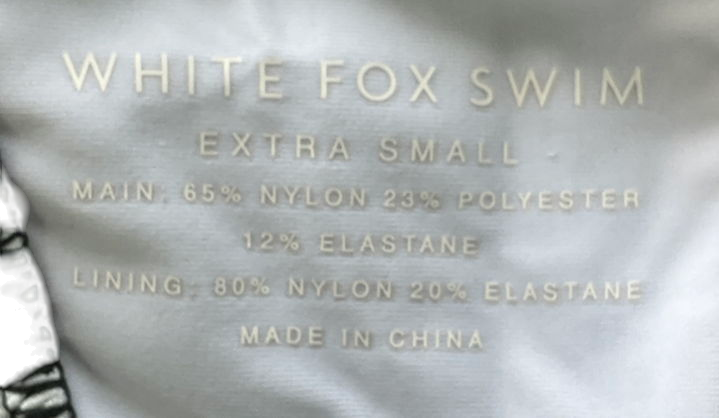 WHITE FOX SWIM
EXTRA SMALL
MAIN: 65% NYLON 23% POLYESTER
12% ELASTANE
LINING: 80% NYLON 20% ELASTANE
MADE IN CHINA